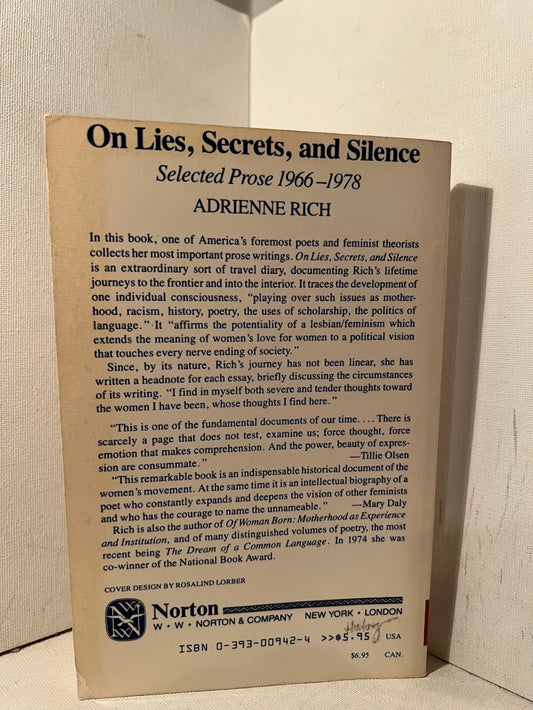 On Lies, Secrets, and Silence
Selected Prose 1966–1978
ADRIENNE RICH
In this book, one of America's foremost poets and feminist theorists
collects her most important prose writings. On Lies, Secrets, and Silence
is an extraordinary sort of travel diary, documenting Rich's lifetime
journeys to the frontier and into the interior. It traces the development of
one individual consciousness, "playing over such issues as mother-
hood, racism, history, poetry, the uses of scholarship, the politics of
language." It "affirms the potentiality of a lesbian/feminism which
extends the meaning of women's love for women to a political vision
that touches every nerve ending of society."
Since, by its nature, Rich's journey has not been linear, she has
written a headnote for each essay, briefly discussing the circumstances
of its writing. "I find in myself both severe and tender thoughts toward
the women I have been, whose thoughts I find here."
"This is one of the fundamental documents of our time. . . . There is
scarcely a page that does not test, examine us; force thought, force
emotion that makes comprehension. And the power, beauty of expres-
sion are consummate." —Tillie Olsen
"This remarkable book is an indispensable historical document of the
women's movement. At the same time it is an intellectual biography of a
poet who constantly expands and deepens the vision of other feminists
and who has the courage to name the unnameable." —Mary Daly
Rich is also the author of Of Woman Born: Motherhood as Experience
and Institution, and of many distinguished volumes of poetry, the most
recent being The Dream of a Common Language. In 1974 she was
co-winner of the National Book Award.
COVER DESIGN BY ROSALIND LORBER
Norton
W • W • NORTON & COMPANY NEW YORK • LONDON
ISBN 0-393-00942-4 >>$5.95 USA
$6.95 CAN.